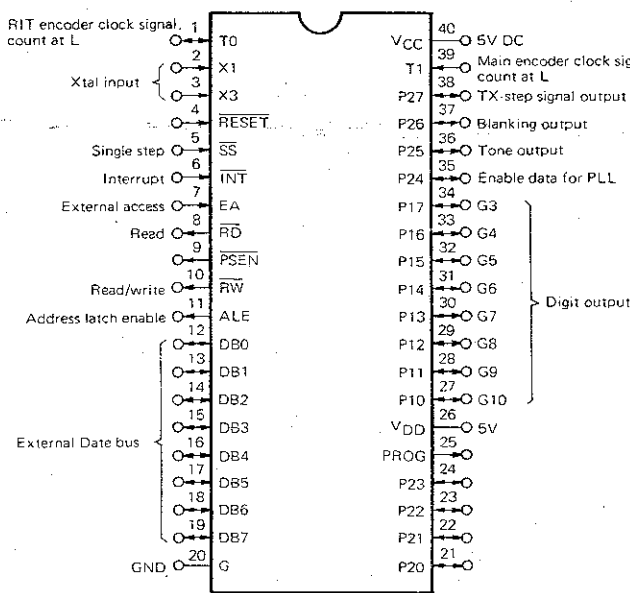 RIT encoder clock signal
count at L
1 T0
2 X1
Xtal input
3 X3
4 RESET
Single step 5 SS
Interrupt 6 INT
External access 7 EA
Read 8 RD
9 PSEN
Read/write 10 RW
Address latch enable 11 ALE
12 DB0
13 DB1
14 DB2
15 DB3
External Date bus
16 DB4
17 DB5
18 DB6
19 DB7
GND 20 G
VCC 40 5V DC
T1 39 Main encoder clock sig
count at L
P27 38 TX-step signal output
P26 37 Blanking output
P25 36 Tone output
P24 35 Enable data for PLL
P17 34 G3
P16 33 G4
P15 32 G5
P14 31 G6
Digit output
P13 30 G7
P12 29 G8
P11 28 G9
P10 27 G10
VDD 26 5V
PROG 25
P23 24
P22 23
P21 22
P20 21